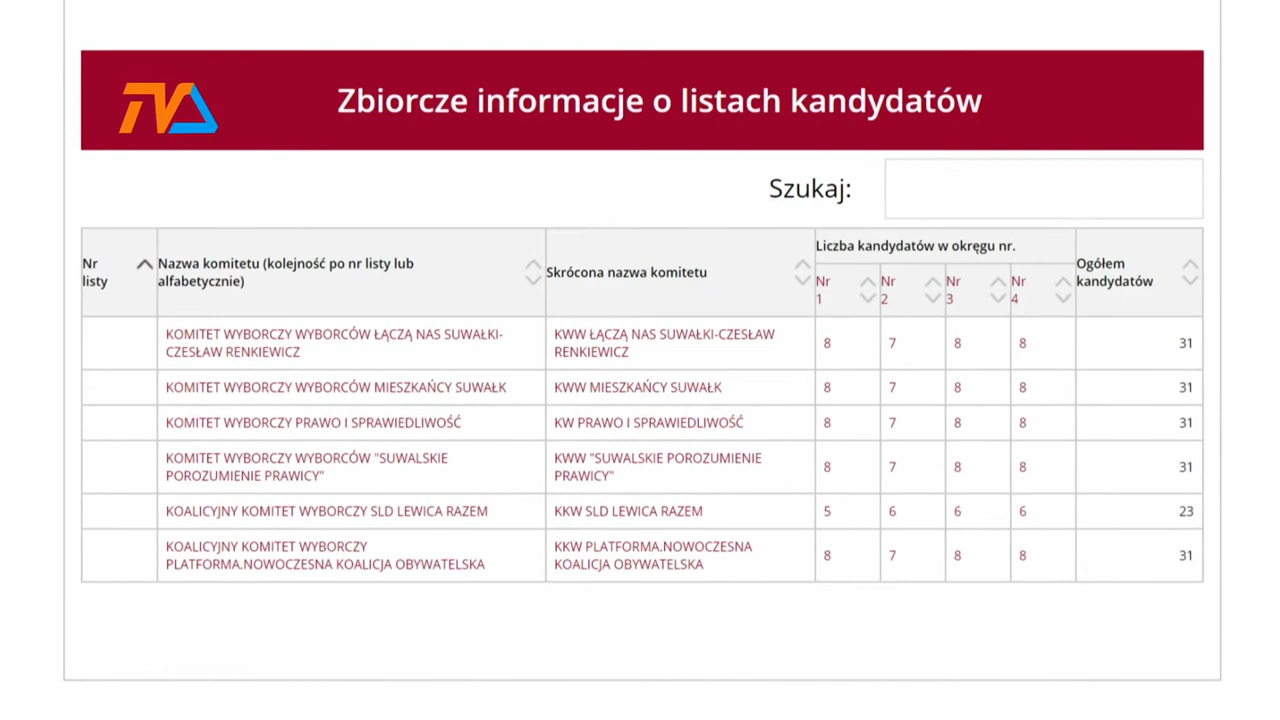 TVA
Zbiorcze informacje o listach kandydatów
Szukaj:
Liczba kandydatów w okręgu nr.
Nr
listy
Nazwa komitetu (kolejność po nr listy lub
alfabetycznie)
Skrócona nazwa komitetu
Nr
1
Nr
2
Nr
3
Nr
4
Ogółem
kandydatów
KOMITET WYBORCZY WYBORCÓW ŁĄCZĄ NAS SUWAŁKI-
CZESŁAW RENKIEWICZ
KWW ŁĄCZĄ NAS SUWAŁKI-CZESŁAW
RENKIEWICZ
8 7 8 8 31
KOMITET WYBORCZY WYBORCÓW MIESZKAŃCY SUWAŁK KWW MIESZKAŃCY SUWAŁK 8 7 8 8 31
KOMITET WYBORCZY PRAWO I SPRAWIEDLIWOŚĆ KW PRAWO I SPRAWIEDLIWOŚĆ 8 7 8 8 31
KOMITET WYBORCZY WYBORCÓW "SUWALSKIE
POROZUMIENIE PRAWICY"
KWW "SUWALSKIE POROZUMIENIE
PRAWICY"
8 7 8 8 31
KOALICYJNY KOMITET WYBORCZY SLD LEWICA RAZEM KKW SLD LEWICA RAZEM 5 6 6 6 23
KOALICYJNY KOMITET WYBORCZY
PLATFORMA.NOWOCZESNA KOALICJA OBYWATELSKA
KKW PLATFORMA.NOWOCZESNA
KOALICJA OBYWATELSKA
8 7 8 8 31